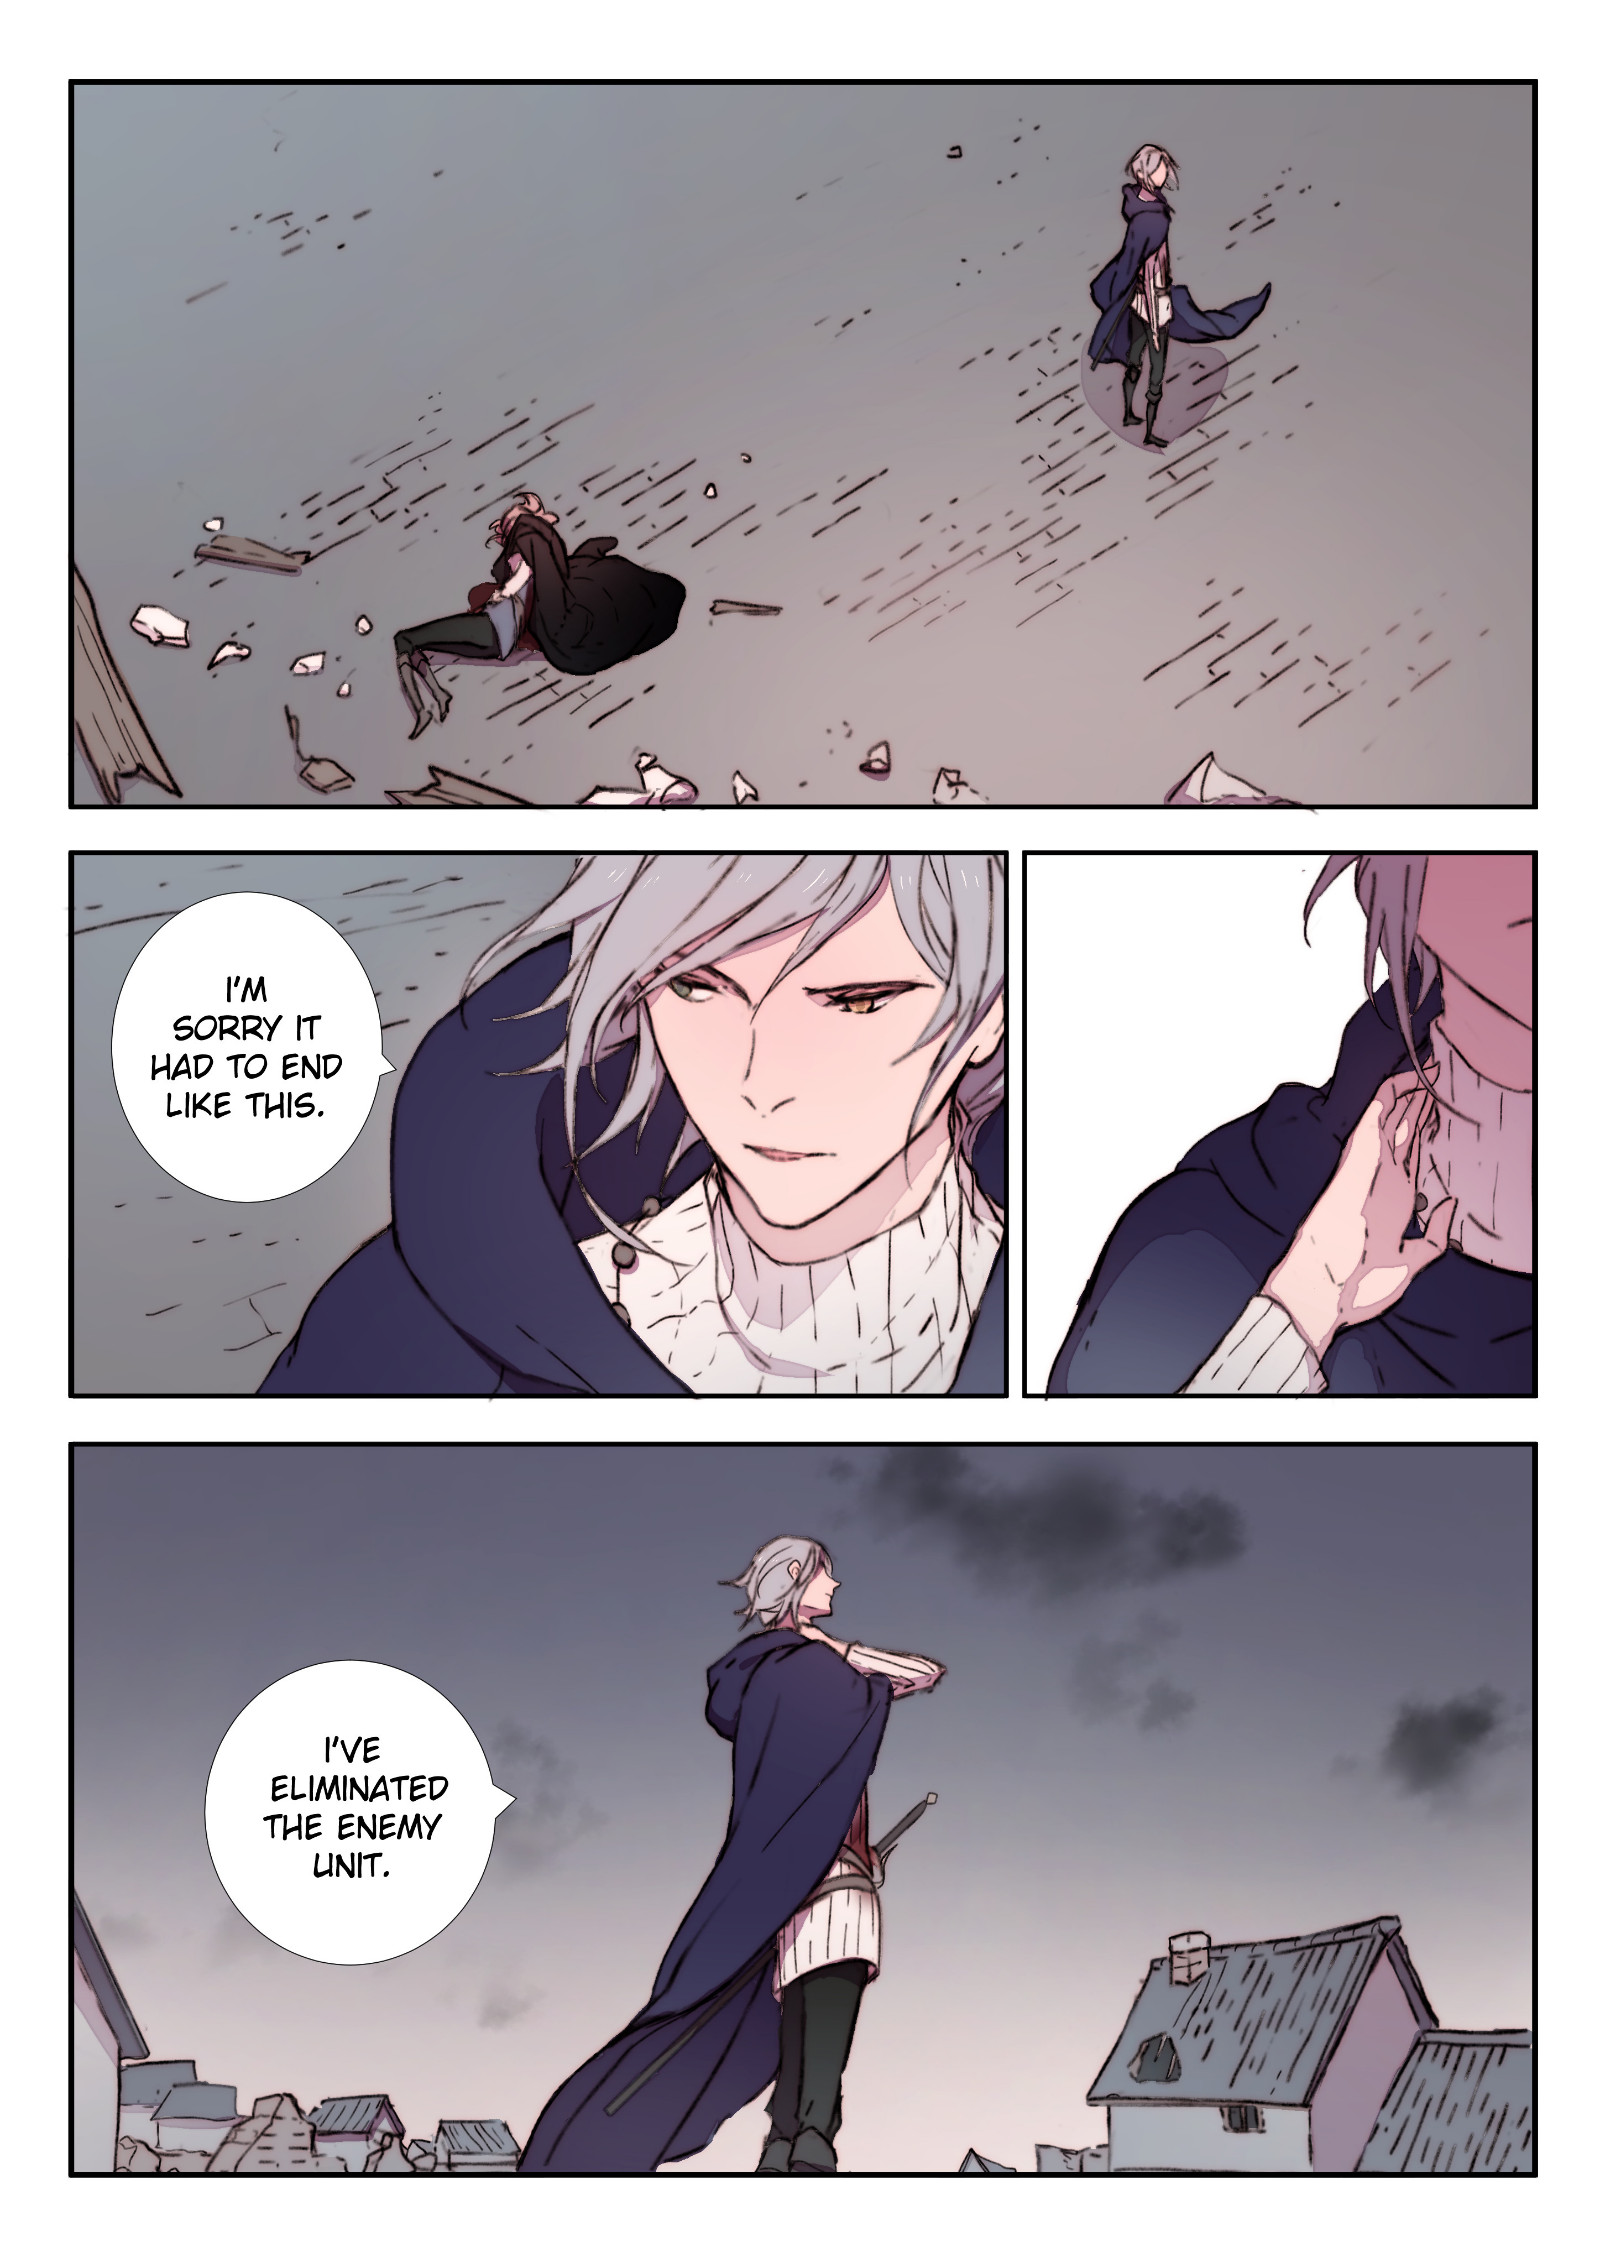 I'M
SORRY IT
HAD TO END
LIKE THIS.
I'VE
ELIMINATED
THE ENEMY
UNIT.